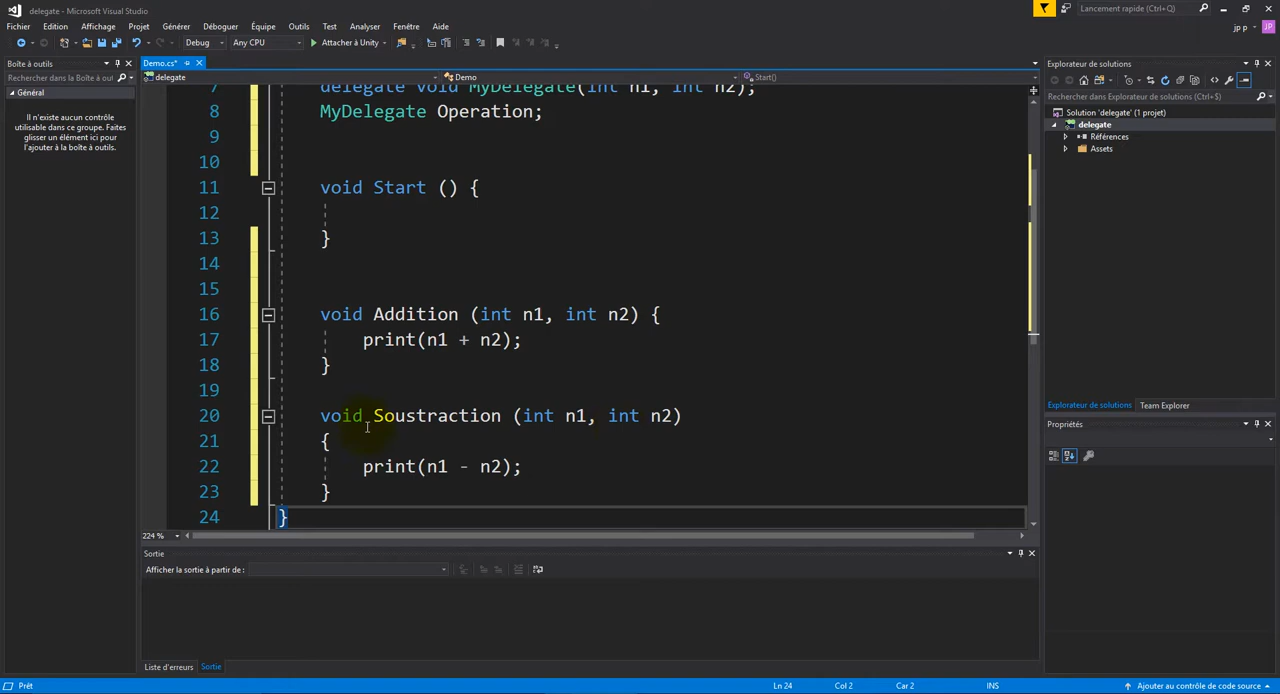 delegate - Microsoft Visual Studio
Lancement rapide (Ctrl+Q)
Fichier Edition Affichage Projet Générer Déboguer Équipe Outils Test Analyser Fenêtre Aide
jp p JP
Debug Any CPU Attacher à Unity
Boîte à outils
Demo.cs*
Explorateur de solutions
Rechercher dans la Boîte à outils
delegate Demo Start()
Général
Rechercher dans Explorateur de solutions (Ctrl+$)
Solution 'delegate' (1 projet)
delegate
Références
Assets
Il n'existe aucun contrôle
utilisable dans ce groupe. Faites
glisser un élément ici pour
l'ajouter à la boîte à outils.
7 delegate void MyDelegate(int n1, int n2);
8 MyDelegate Operation;
9
10
11 void Start () {
12
13 }
14
15
16 void Addition (int n1, int n2) {
17 print(n1 + n2);
18 }
19
20 void Soustraction (int n1, int n2)
21 {
22 print(n1 - n2);
23 }
24 }
224 %
Explorateur de solutions Team Explorer
Propriétés
Sortie
Afficher la sortie à partir de :
Liste d'erreurs Sortie
Prêt Ln 24 Col 2 Car 2 INS Ajouter au contrôle de code source